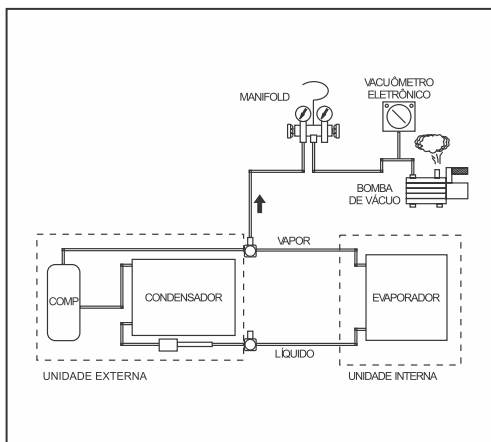 VACUÔMETRO
ELETRÔNICO
MANIFOLD
BOMBA
DE VÁCUO
VAPOR
COMP
CONDENSADOR
EVAPORADOR
LÍQUIDO
UNIDADE EXTERNA
UNIDADE INTERNA